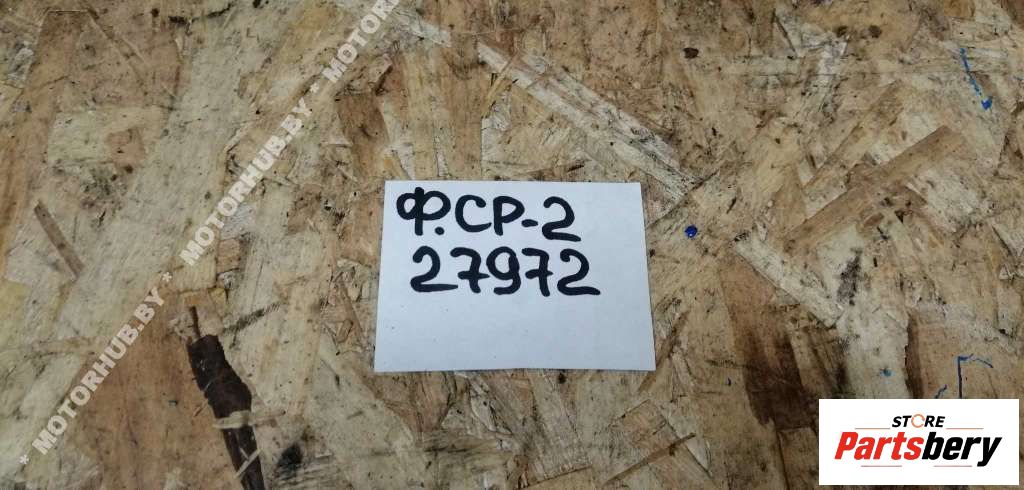 * MOTORHUB.BY * MOTORHUB.BY * MOTOR
Ф.СР-2
27972
STORE
Partsbery